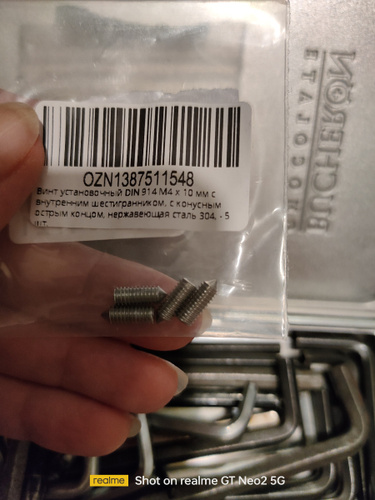 OZN1387511548
Винт установочный DIN 914 М4 x 10 мм с
внутренним шестигранником, с конусным
острым концом, нержавеющая сталь 304, - 5
шт
CHOCOLATE
BUCHERON
realme Shot on realme GT Neo2 5G